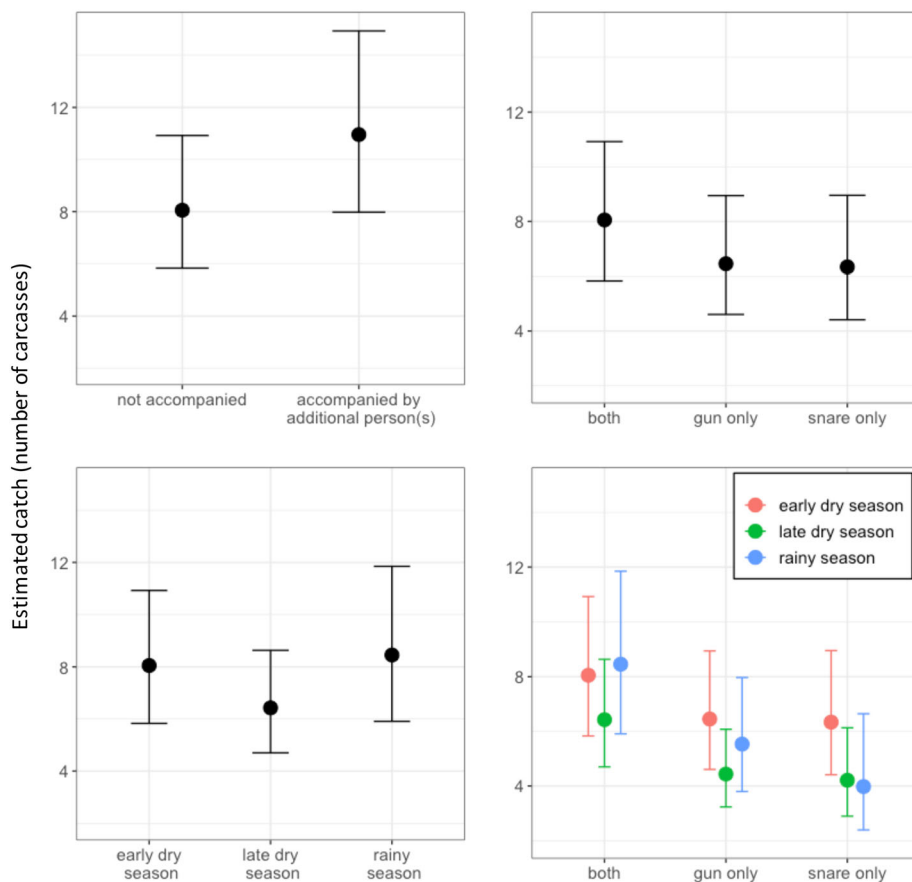 Estimated catch (number of carcasses)
12
8
4
not accompanied
accompanied by
additional person(s)
12
8
4
both
gun only
snare only
12
8
4
early dry
season
late dry
season
rainy
season
early dry season
late dry season
rainy season
12
8
4
both
gun only
snare only